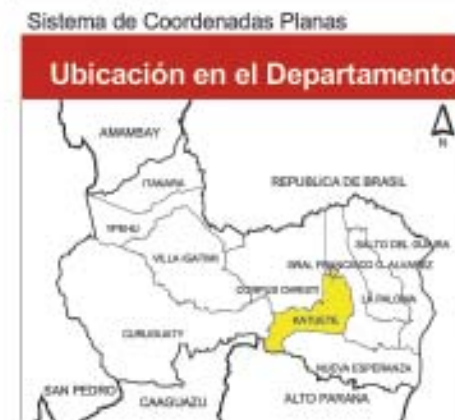 Sistema de Coordenadas Planas
Ubicación en el Departamento
N
AMAMBAY
ITANARA
REPUBLICA DE BRASIL
YPEHU
SALTO DEL GUAIRA
VILLA IGATIMI
GRAL FRANCISCO C. ALVAREZ
CORPUS CHRISTI
LA PALOMA
KATUETE
CURUGUATY
NUEVA ESPERANZA
SAN PEDRO
CAAGUAZU
ALTO PARANA